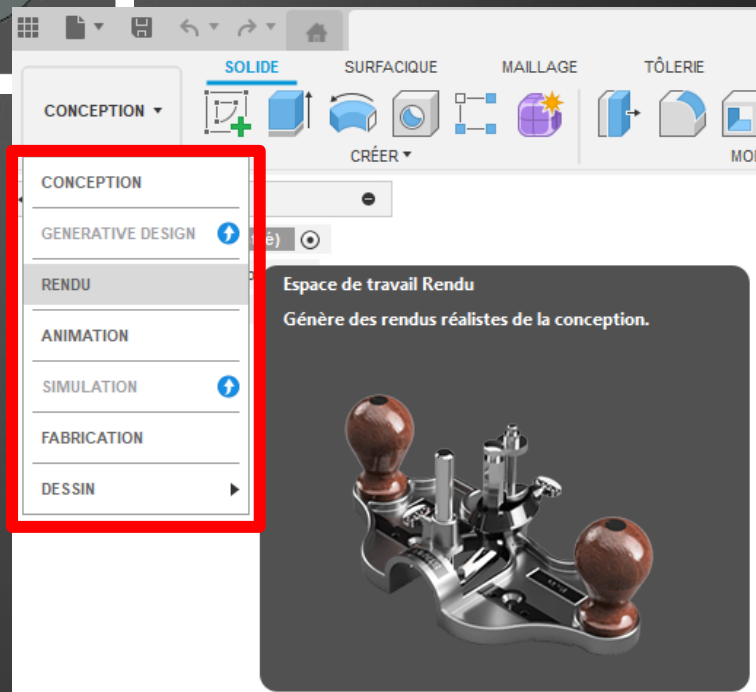 SOLIDE SURFACIQUE MAILLAGE TÔLERIE
CONCEPTION
CRÉER
CONCEPTION
GENERATIVE DESIGN
é)
RENDU
Espace de travail Rendu
Génère des rendus réalistes de la conception.
ANIMATION
SIMULATION
FABRICATION
DESSIN